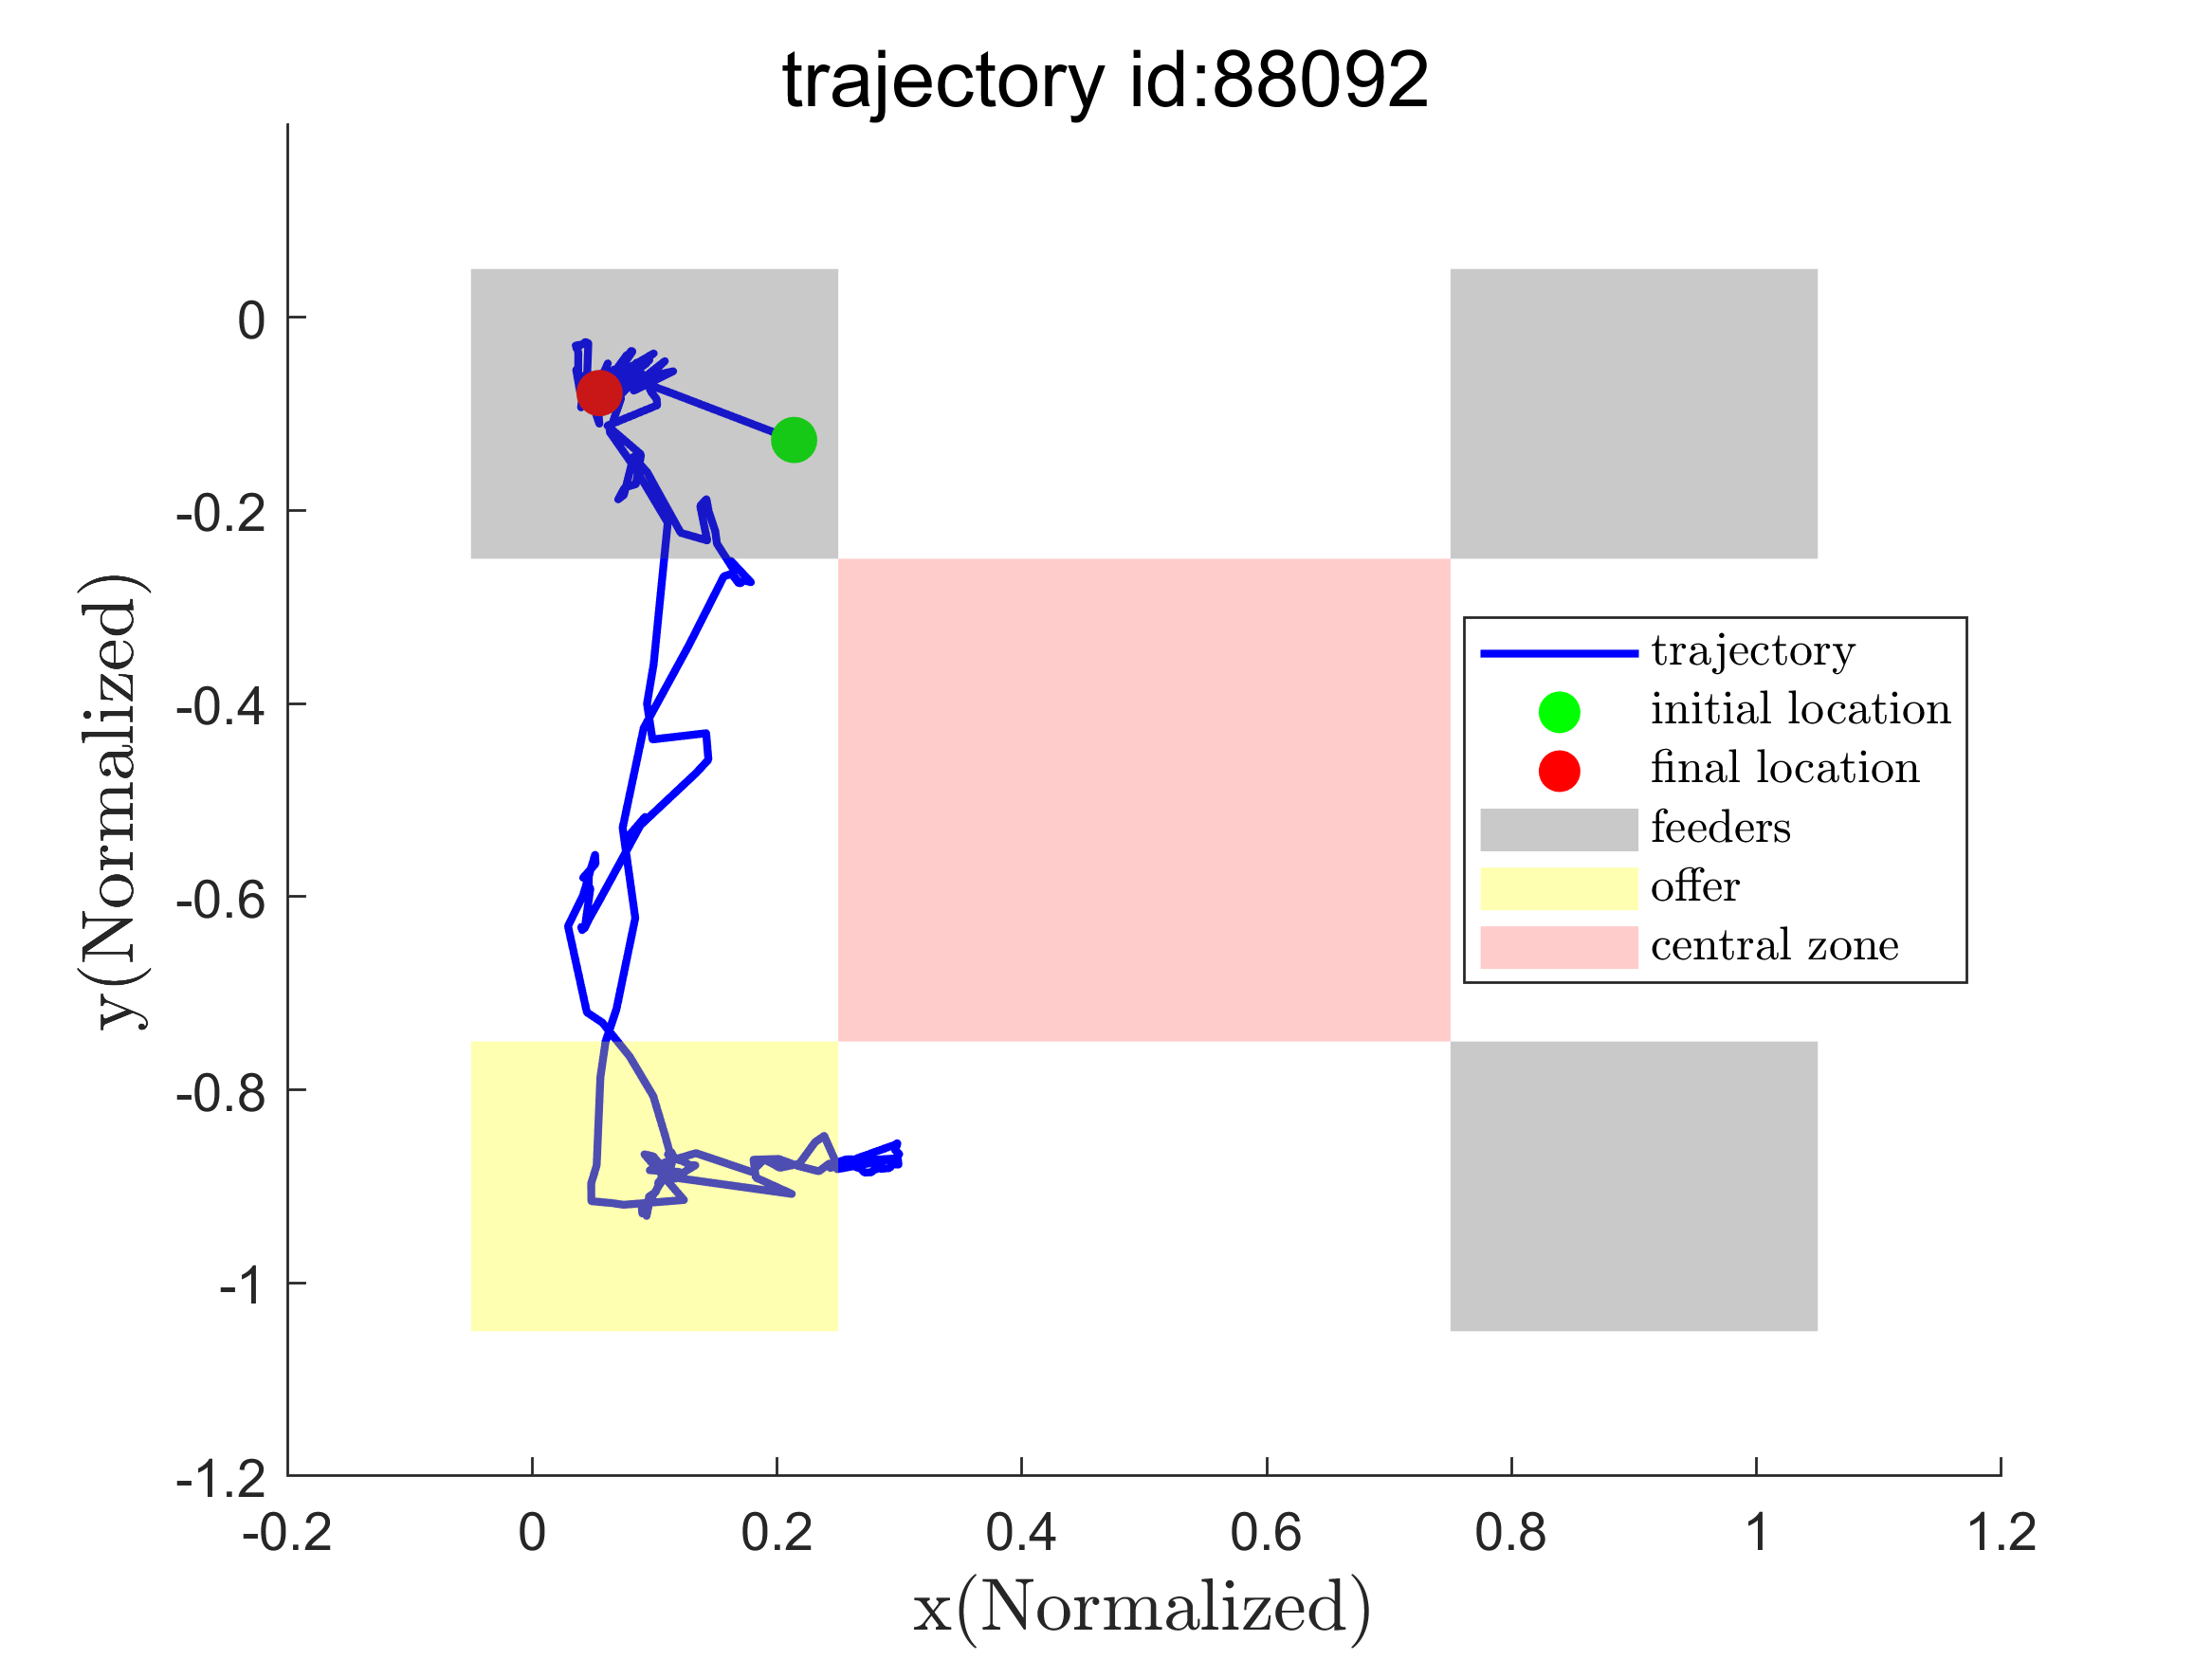 trajectory id:88092
y(Normalized)
0
-0.2
-0.4
-0.6
-0.8
-1
-1.2
trajectory
initial location
final location
feeders
offer
central zone
-0.2 0 0.2 0.4 0.6 0.8 1 1.2
x(Normalized)